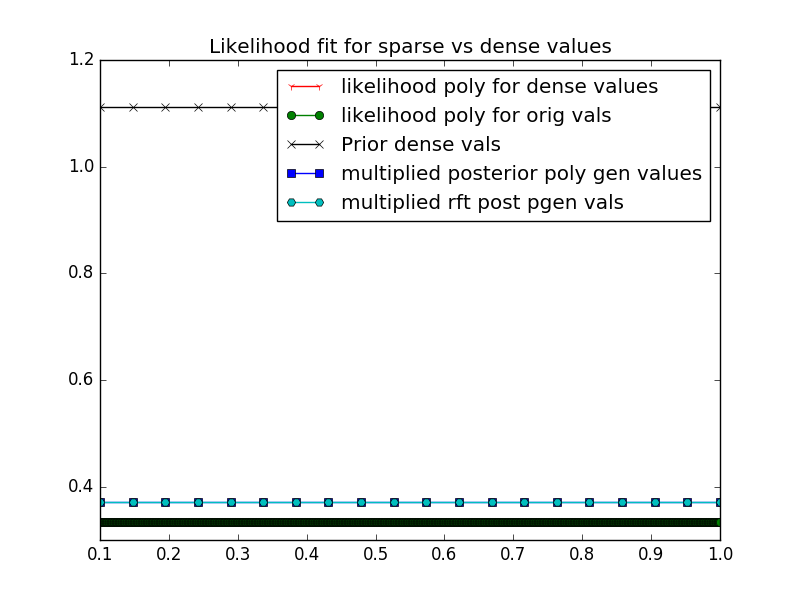 Likelihood fit for sparse vs dense values
1.2
1.0
0.8
0.6
0.4
likelihood poly for dense values
likelihood poly for orig vals
Prior dense vals
multiplied posterior poly gen values
multiplied rft post pgen vals
0.1 0.2 0.3 0.4 0.5 0.6 0.7 0.8 0.9 1.0